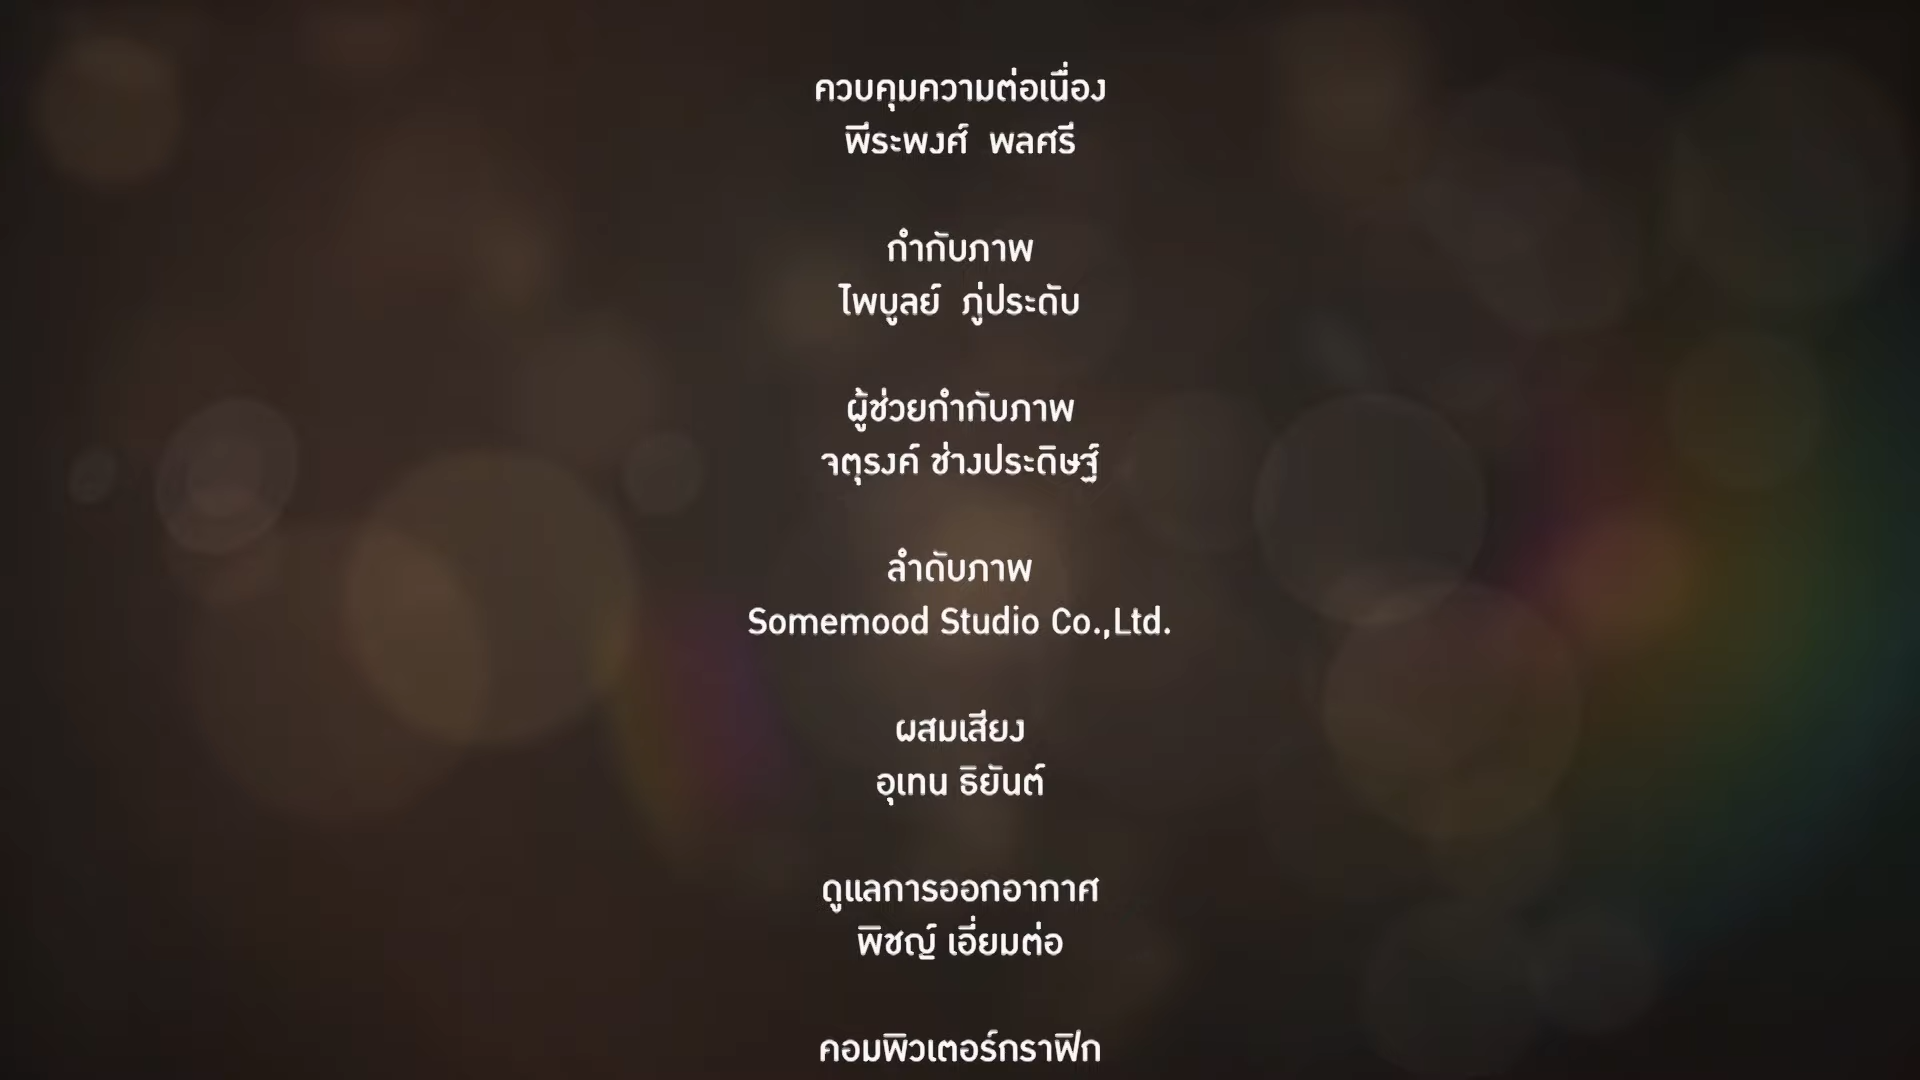 ควบคุมความต่อเนื่อง
พีระพงศ์  พลศรี
กำกับภาพ
ไพบูลย์  ภู่ประดับ
ผู้ช่วยกำกับภาพ
จตุรงค์ ช่างประดิษฐ์
ลำดับภาพ
Somemood Studio Co.,Ltd.
ผสมเสียง
อุเทน ธิยันต์
ดูแลการออกอากาศ
พิชญ์ เอี่ยมต่อ
คอมพิวเตอร์กราฟิก